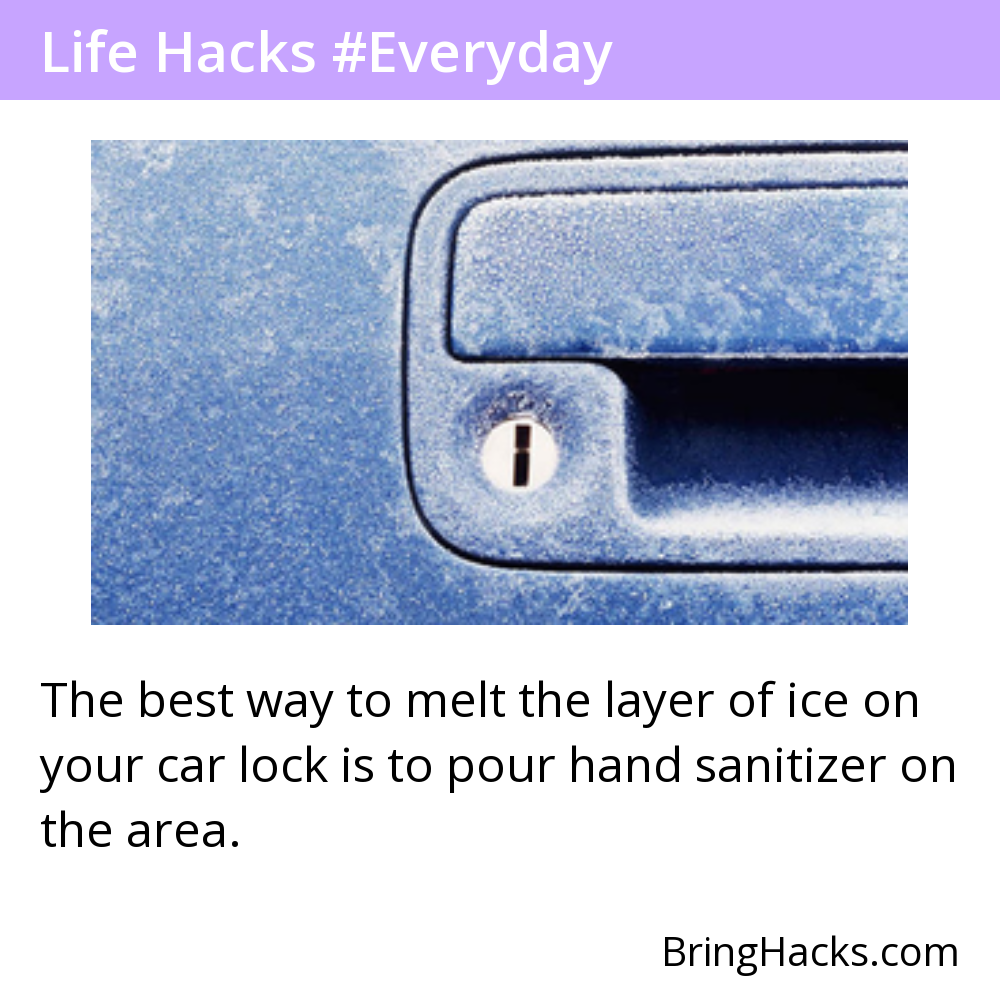 Life Hacks #Everyday
The best way to melt the layer of ice on
your car lock is to pour hand sanitizer on
the area.
BringHacks.com